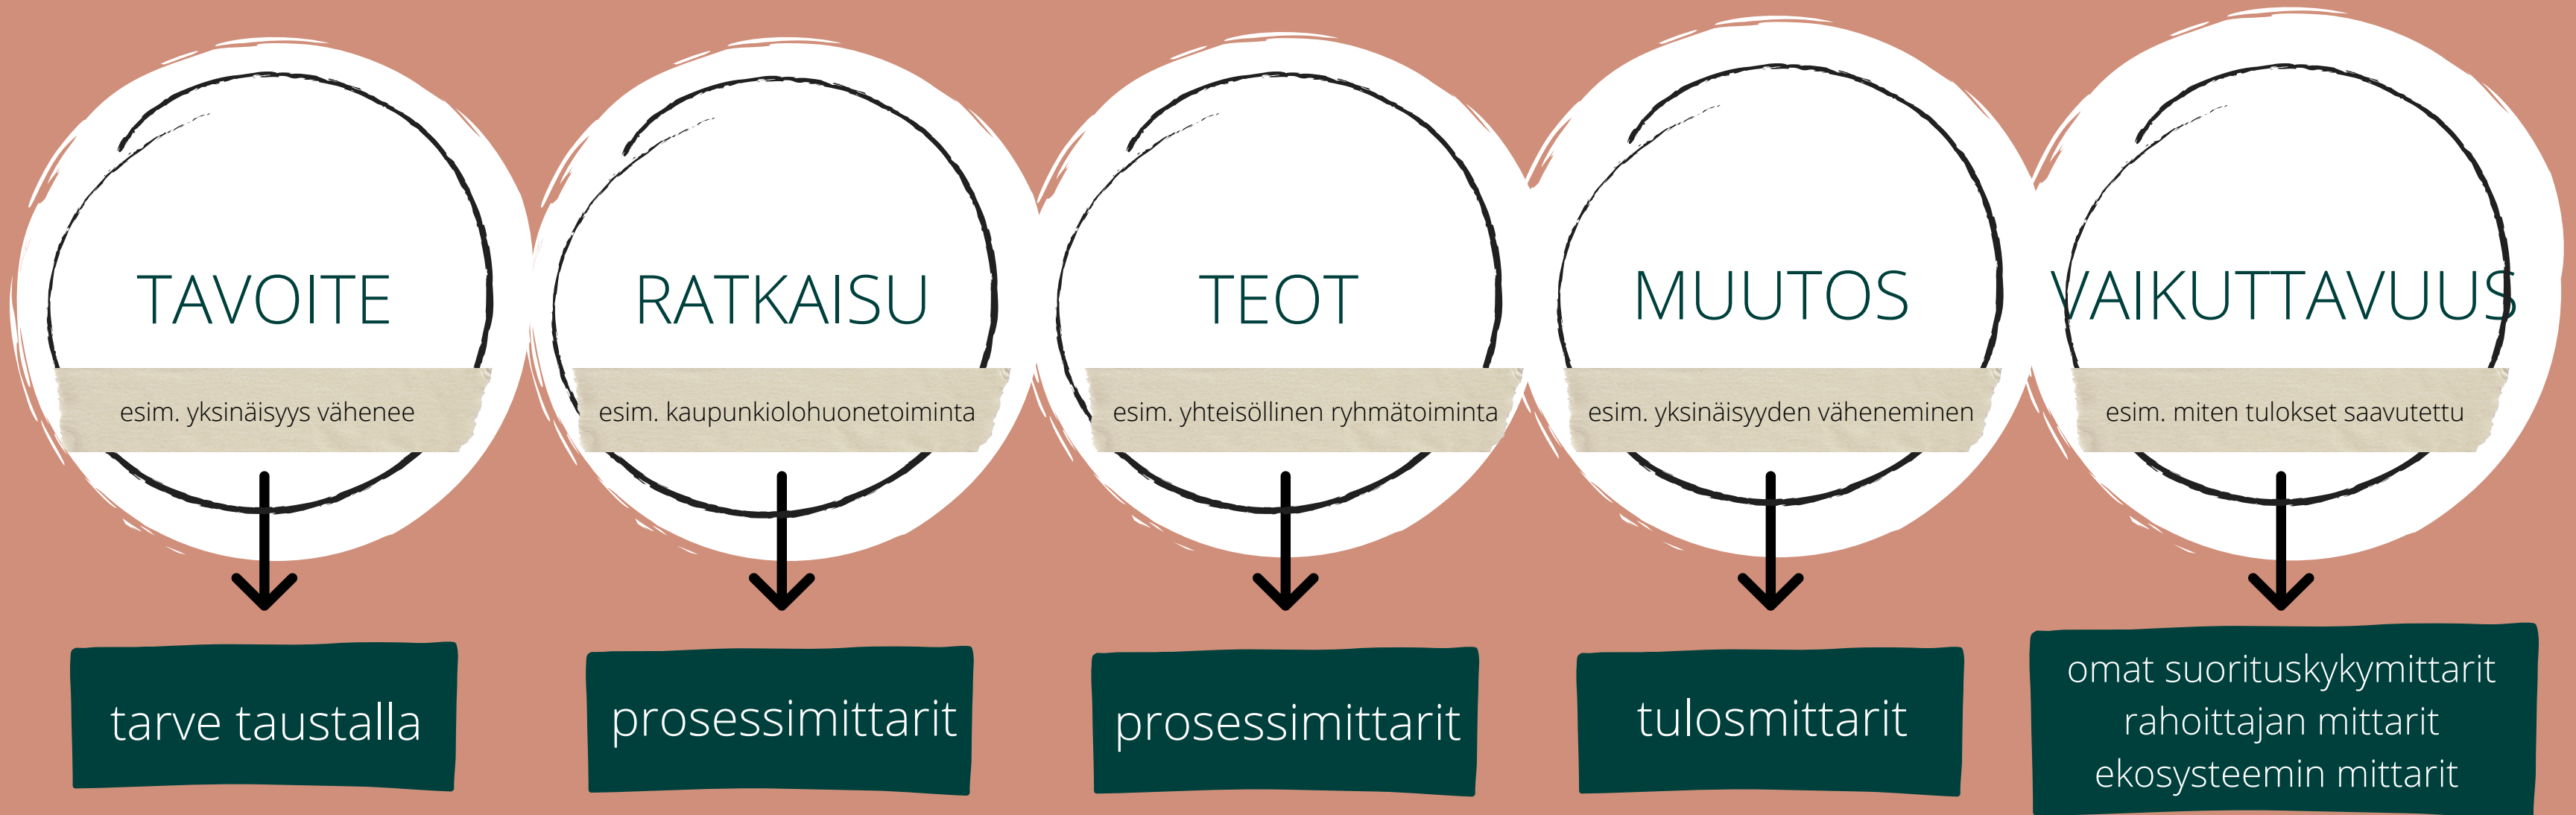 TAVOITE
esim. yksinäisyys vähenee
tarve taustalla
RATKAISU
esim. kaupunkiolohuonetoiminta
prosessimittarit
TEOT
esim. yhteisöllinen ryhmätoiminta
prosessimittarit
MUUTOS
esim. yksinäisyyden väheneminen
tulosmittarit
VAIKUTTAVUUS
esim. miten tulokset saavutettu
omat suorituskykymittarit
rahoittajan mittarit
ekosysteemin mittarit